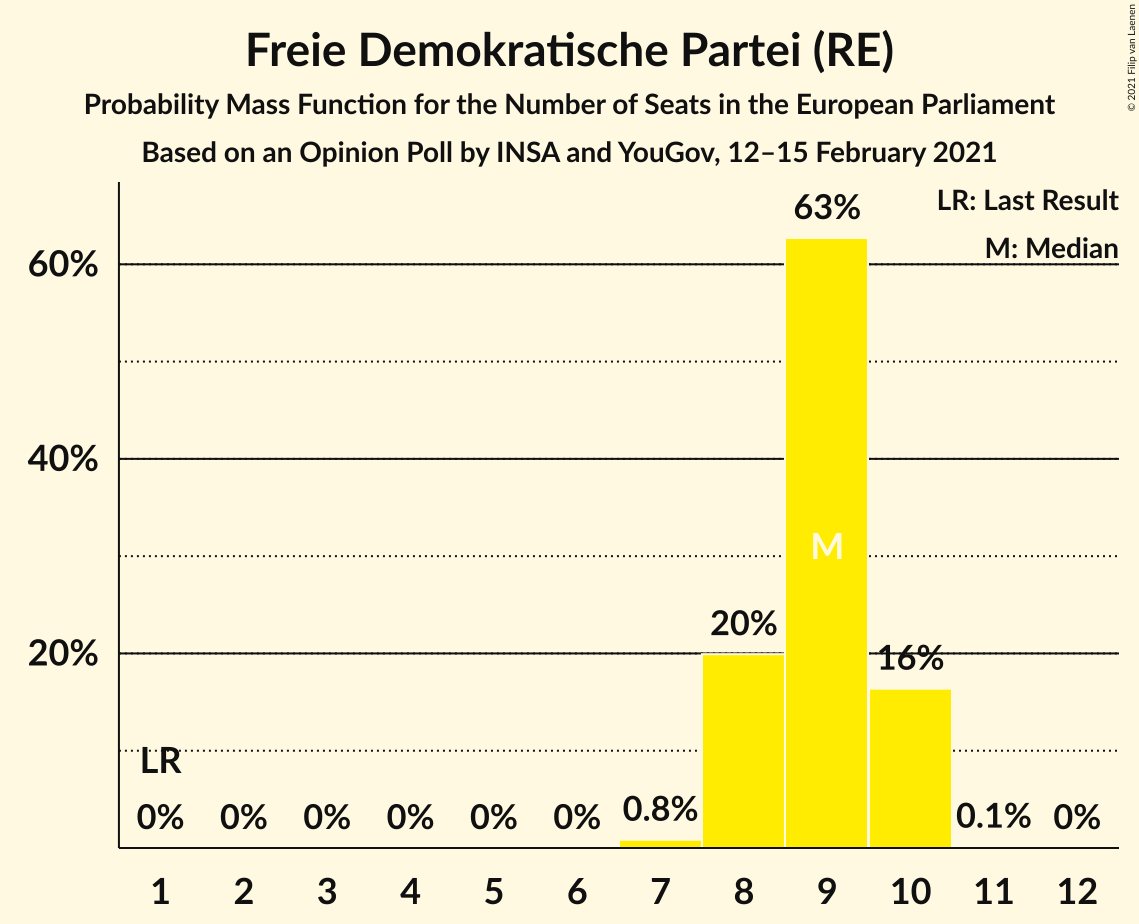 Freie Demokratische Partei (RE)
Probability Mass Function for the Number of Seats in the European Parliament
Based on an Opinion Poll by INSA and YouGov, 12–15 February 2021
© 2021 Filip van Laenen
LR: Last Result
M: Median
63%
60%
40%
M
20%
20%
16%
LR
0% 0% 0% 0% 0% 0% 0.8% 0.1% 0%
1 2 3 4 5 6 7 8 9 10 11 12